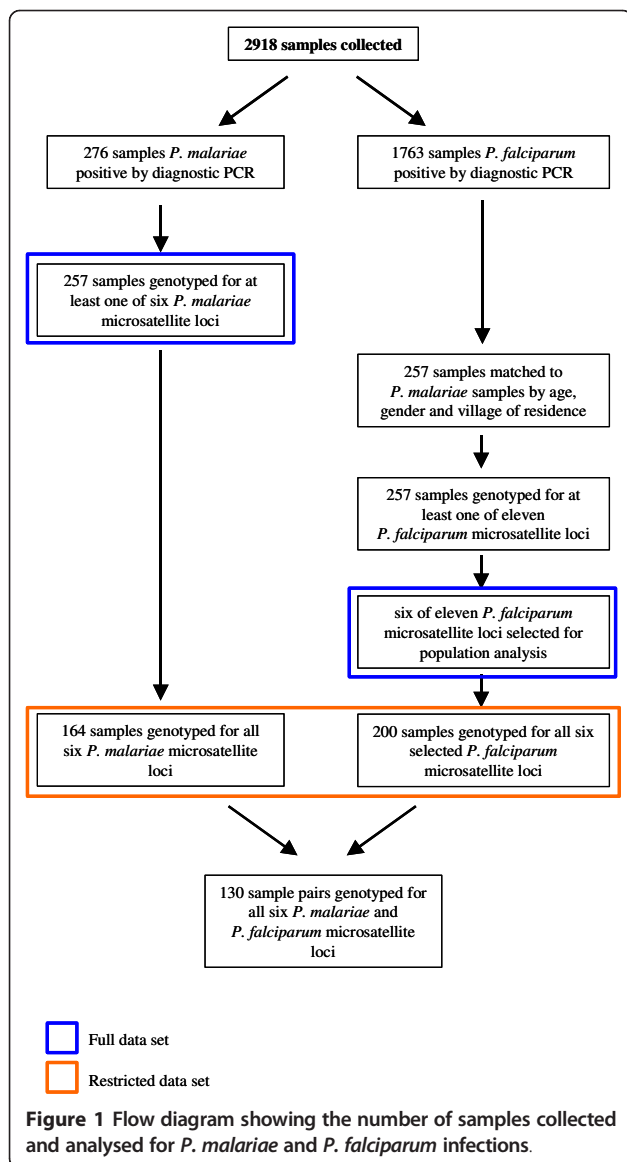 2918 samples collected
276 samples P. malariae
positive by diagnostic PCR
1763 samples P. falciparum
positive by diagnostic PCR
257 samples genotyped for at
least one of six P. malariae
microsatellite loci
257 samples matched to
P. malariae samples by age,
gender and village of residence
257 samples genotyped for at
least one of eleven
P. falciparum microsatellite loci
six of eleven P. falciparum
microsatellite loci selected for
population analysis
164 samples genotyped for all
six P. malariae microsatellite
loci
200 samples genotyped for all six
selected P. falciparum
microsatellite loci
130 sample pairs genotyped for
all six P. malariae and
P. falciparum microsatellite
loci
Full data set
Restricted data set
Figure 1 Flow diagram showing the number of samples collected
and analysed for P. malariae and P. falciparum infections.